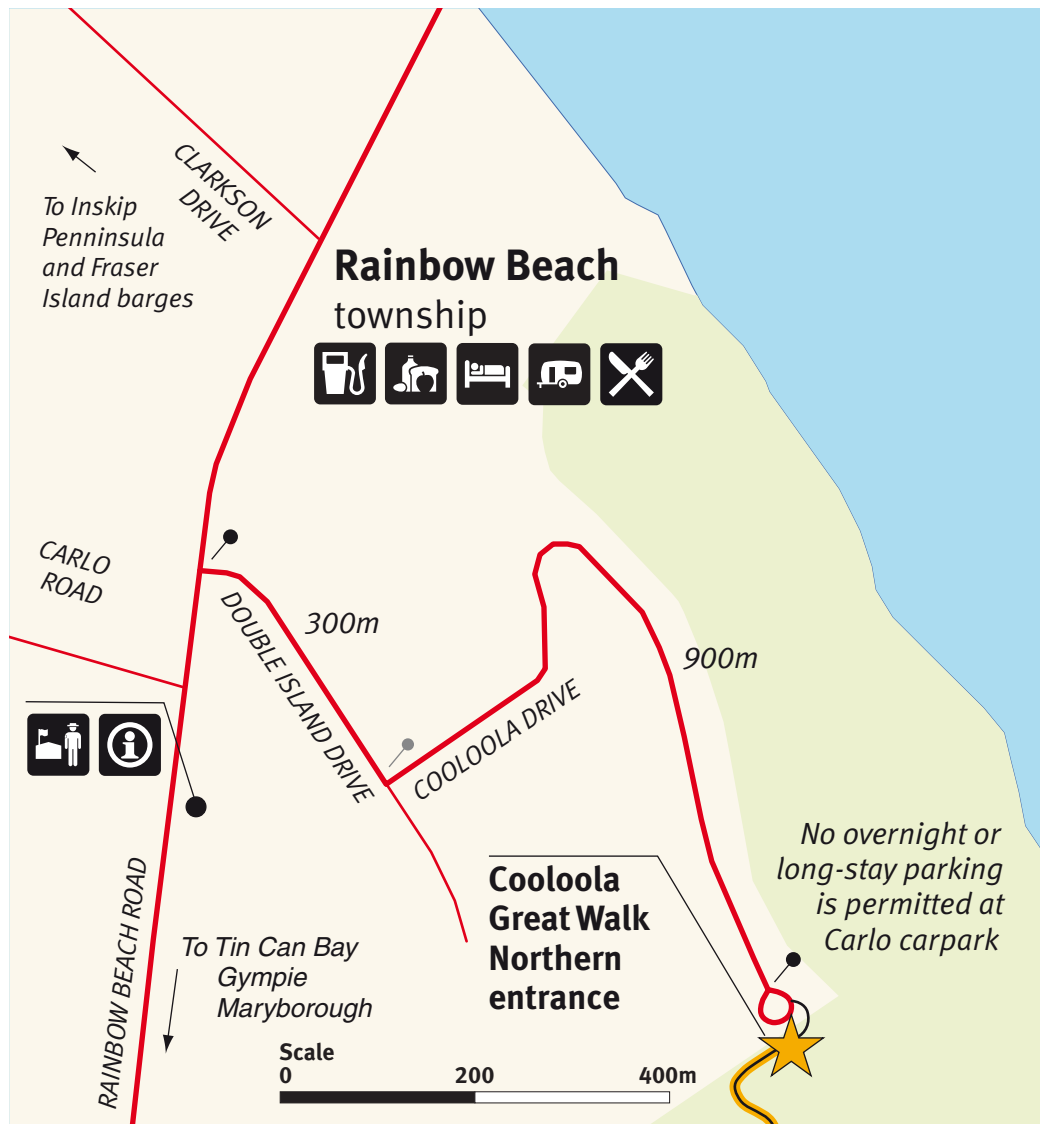 CLARKSON
DRIVE
To Inskip
Penninsula
and Fraser
Island barges
Rainbow Beach
township
CARLO
ROAD
DOUBLE ISLAND DRIVE
300m
COOLOOLA DRIVE
900m
No overnight or
long-stay parking
is permitted at
Carlo carpark
Cooloola
Great Walk
Northern
entrance
RAINBOW BEACH ROAD
To Tin Can Bay
Gympie
Maryborough
Scale
0 200 400m